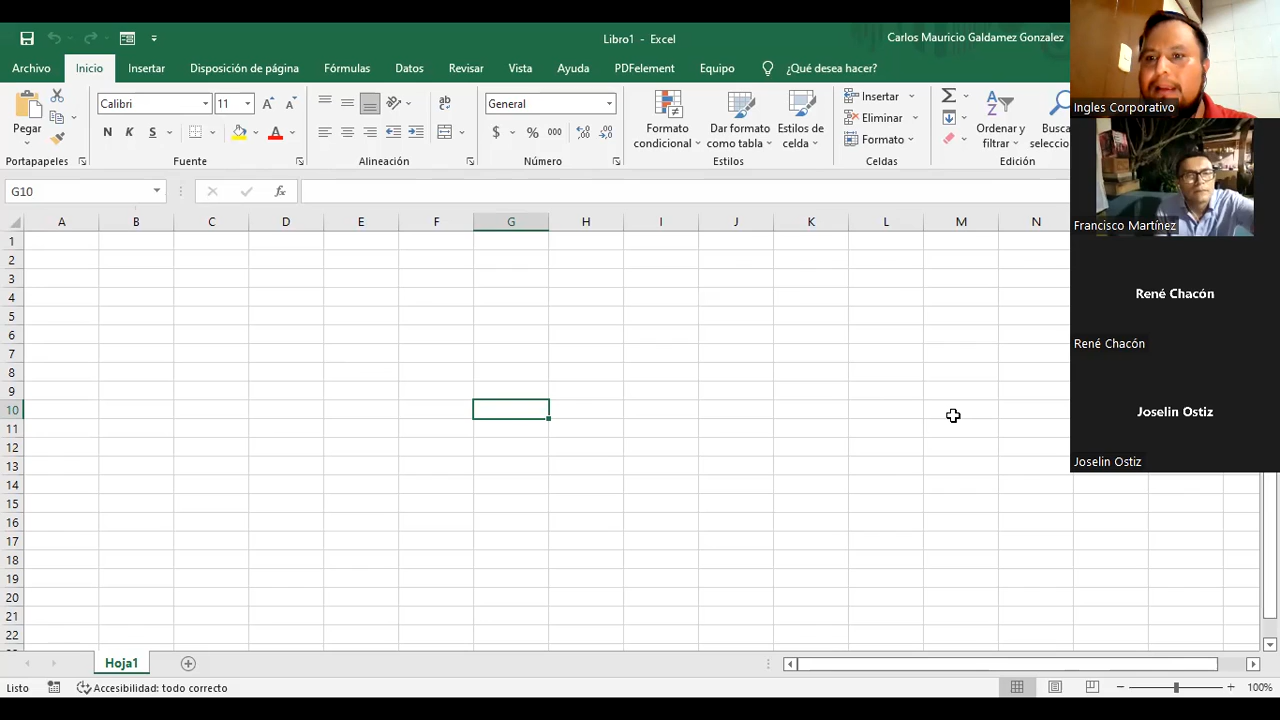 Libro1 - Excel
Carlos Mauricio Galdamez Gonzalez
Archivo Inicio Insertar Disposición de página Fórmulas Datos Revisar Vista Ayuda PDFelement Equipo ¿Qué desea hacer?
Pegar
Calibri 11
N K S
General
$ % 000
Formato condicional
Dar formato como tabla
Estilos de celda
Insertar
Eliminar
Formato
Ordenar y filtrar
Portapapeles Fuente Alineación Número Estilos Celdas Edición
G10
fx
A B C D E F G H I J K L M N
1
2
3
4
5
6
7
8
9
10
11
12
13
14
15
16
17
18
19
20
21
22
Hoja1
Listo Accesibilidad: todo correcto 100%
Ingles Corporativo
Francisco Martínez
René Chacón
René Chacón
Joselin Ostiz
Joselin Ostiz